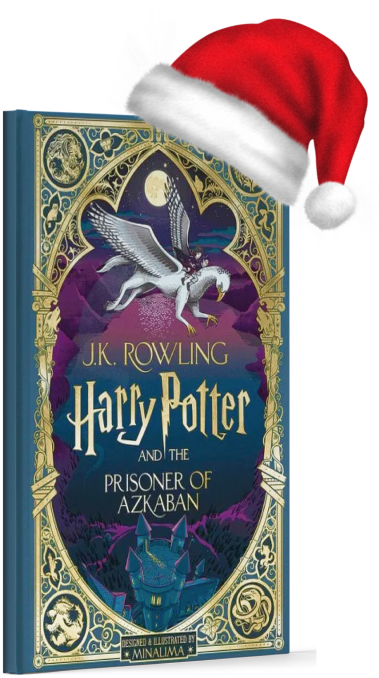 J.K. ROWLING
Harry Potter
AND THE
PRISONER OF
AZKABAN
DESIGNED & ILLUSTRATED BY
MINALIMA